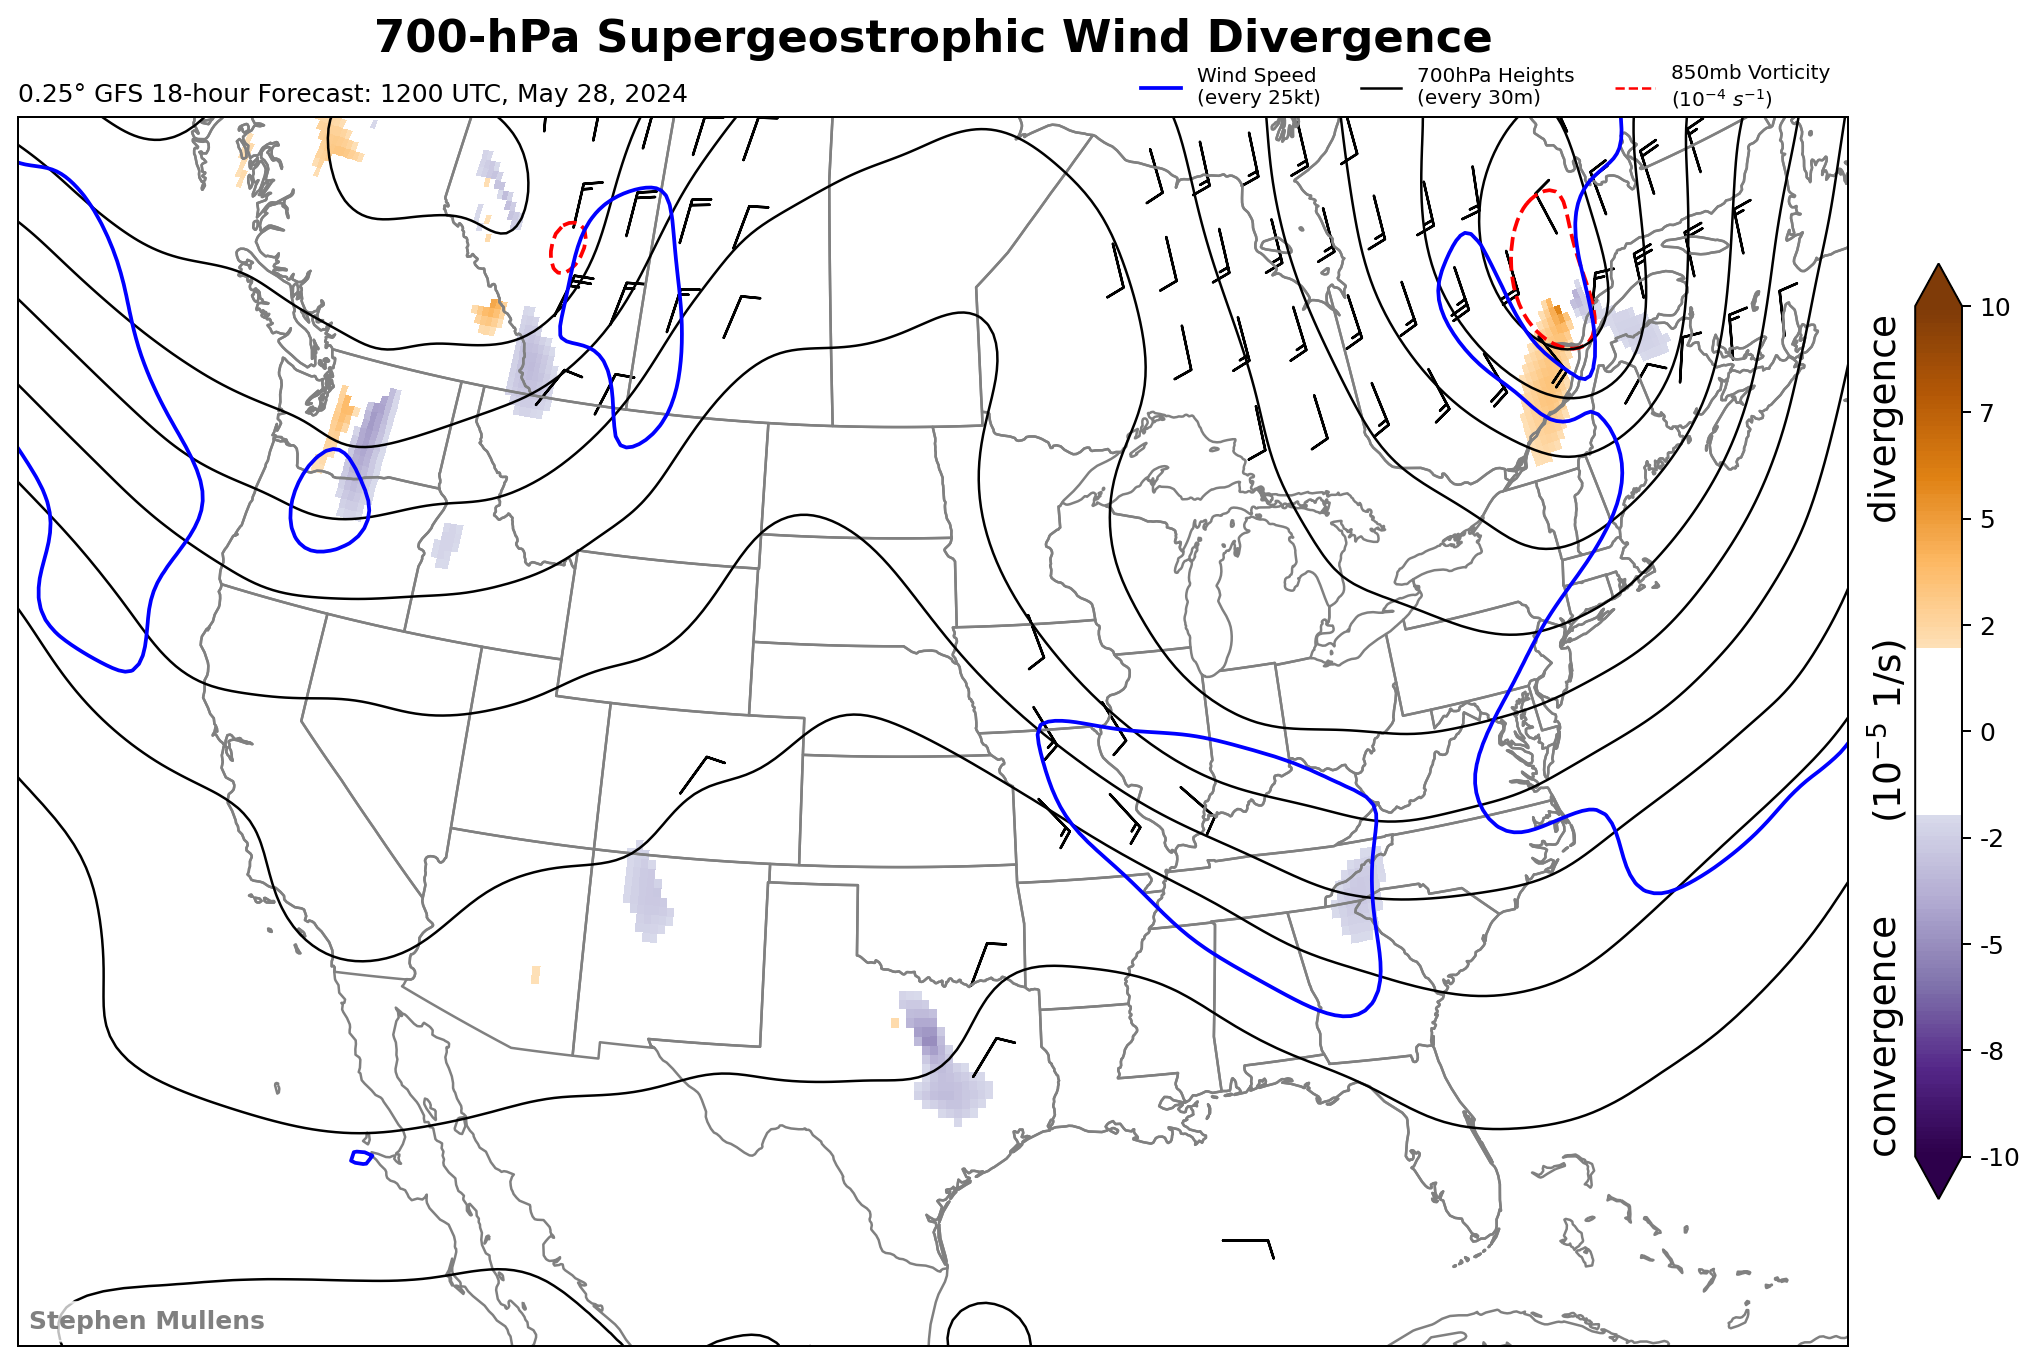 700-hPa Supergeostrophic Wind Divergence
0.25° GFS 18-hour Forecast: 1200 UTC, May 28, 2024
Wind Speed
(every 25kt)
700hPa Heights
(every 30m)
850mb Vorticity
(10⁻⁴ s⁻¹)
10
7
5
2
0
-2
-5
-8
-10
convergence (10⁻⁵ 1/s) divergence
Stephen Mullens